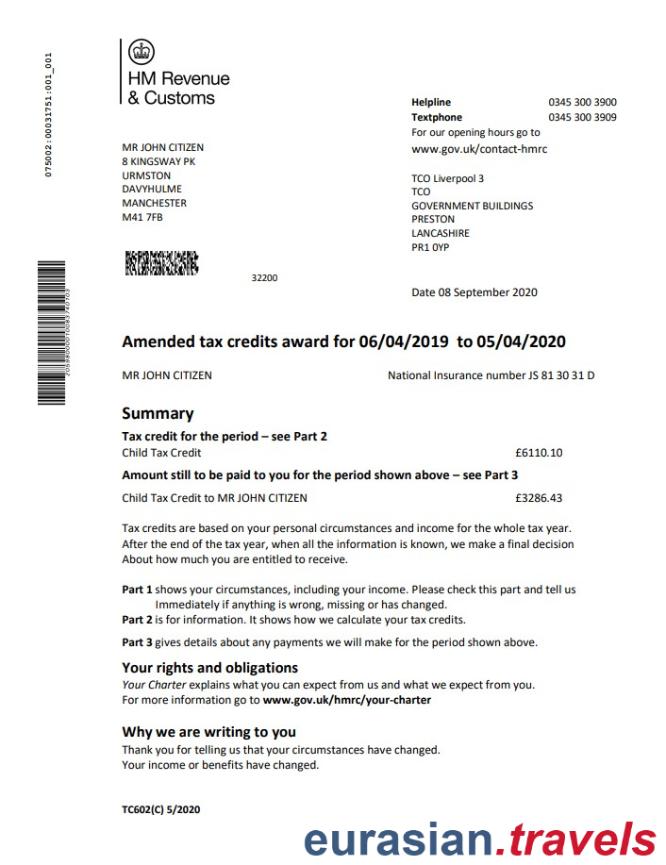 075002:00031751:001_001
HM Revenue
& Customs
Helpline 0345 300 3900
Textphone 0345 300 3909
For our opening hours go to
www.gov.uk/contact-hmrc
MR JOHN CITIZEN
8 KINGSWAY PK
URMSTON
DAVYHULME
MANCHESTER
M41 7FB
TCO Liverpool 3
TCO
GOVERNMENT BUILDINGS
PRESTON
LANCASHIRE
PR1 0YP
32200
Date 08 September 2020
Amended tax credits award for 06/04/2019 to 05/04/2020
MR JOHN CITIZEN National Insurance number JS 81 30 31 D
Summary
Tax credit for the period – see Part 2
Child Tax Credit £6110.10
Amount still to be paid to you for the period shown above – see Part 3
Child Tax Credit to MR JOHN CITIZEN £3286.43
Tax credits are based on your personal circumstances and income for the whole tax year.
After the end of the tax year, when all the information is known, we make a final decision
About how much you are entitled to receive.
Part 1 shows your circumstances, including your income. Please check this part and tell us
Immediately if anything is wrong, missing or has changed.
Part 2 is for information. It shows how we calculate your tax credits.
Part 3 gives details about any payments we will make for the period shown above.
Your rights and obligations
Your Charter explains what you can expect from us and what we expect from you.
For more information go to www.gov.uk/hmrc/your-charter
Why we are writing to you
Thank you for telling us that your circumstances have changed.
Your income or benefits have changed.
TC602(C) 5/2020
eurasian.travels